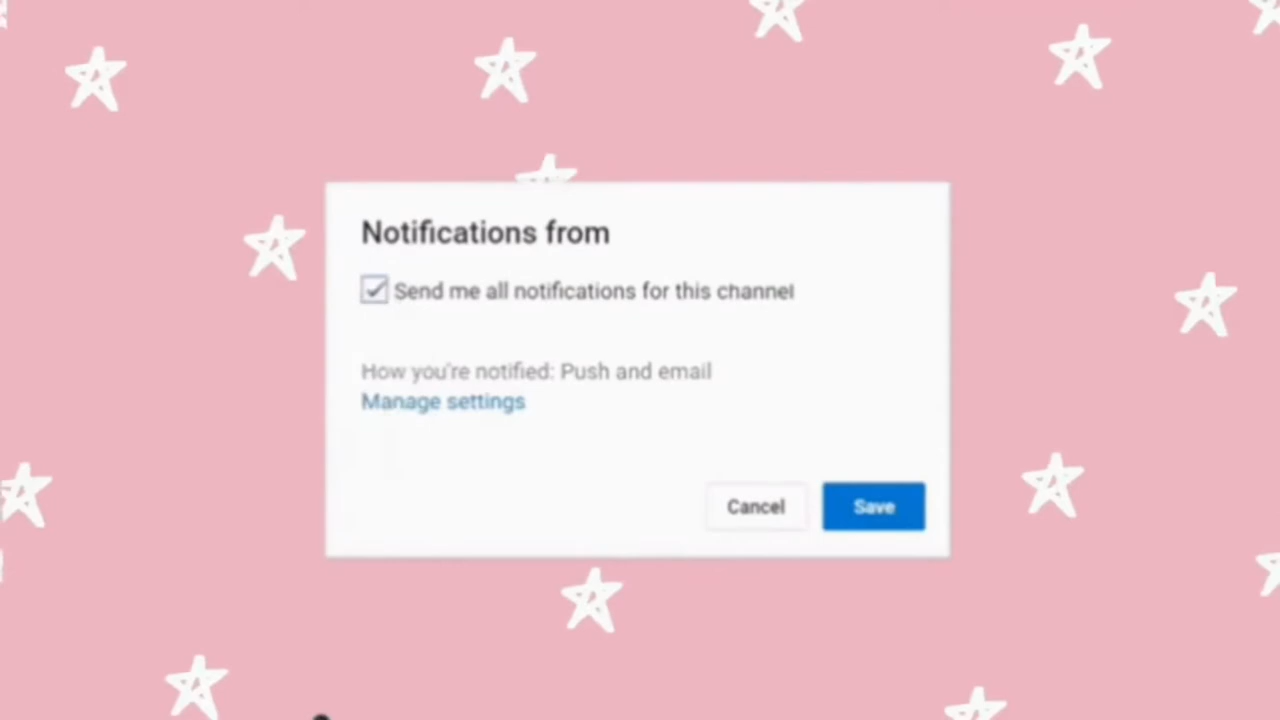 Notifications from
Send me all notifications for this channel
How you're notified: Push and email
Manage settings
Cancel
Save